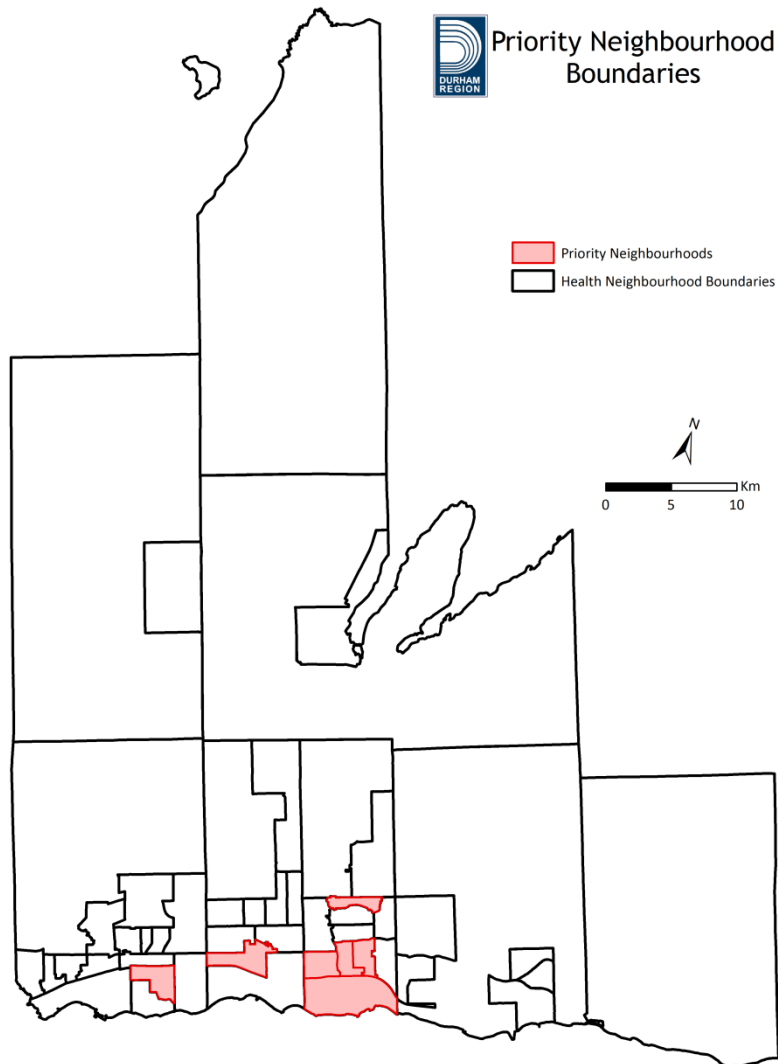 DURHAM
REGION
Priority Neighbourhood
Boundaries
Priority Neighbourhoods
Health Neighbourhood Boundaries
N
Km
0 5 10